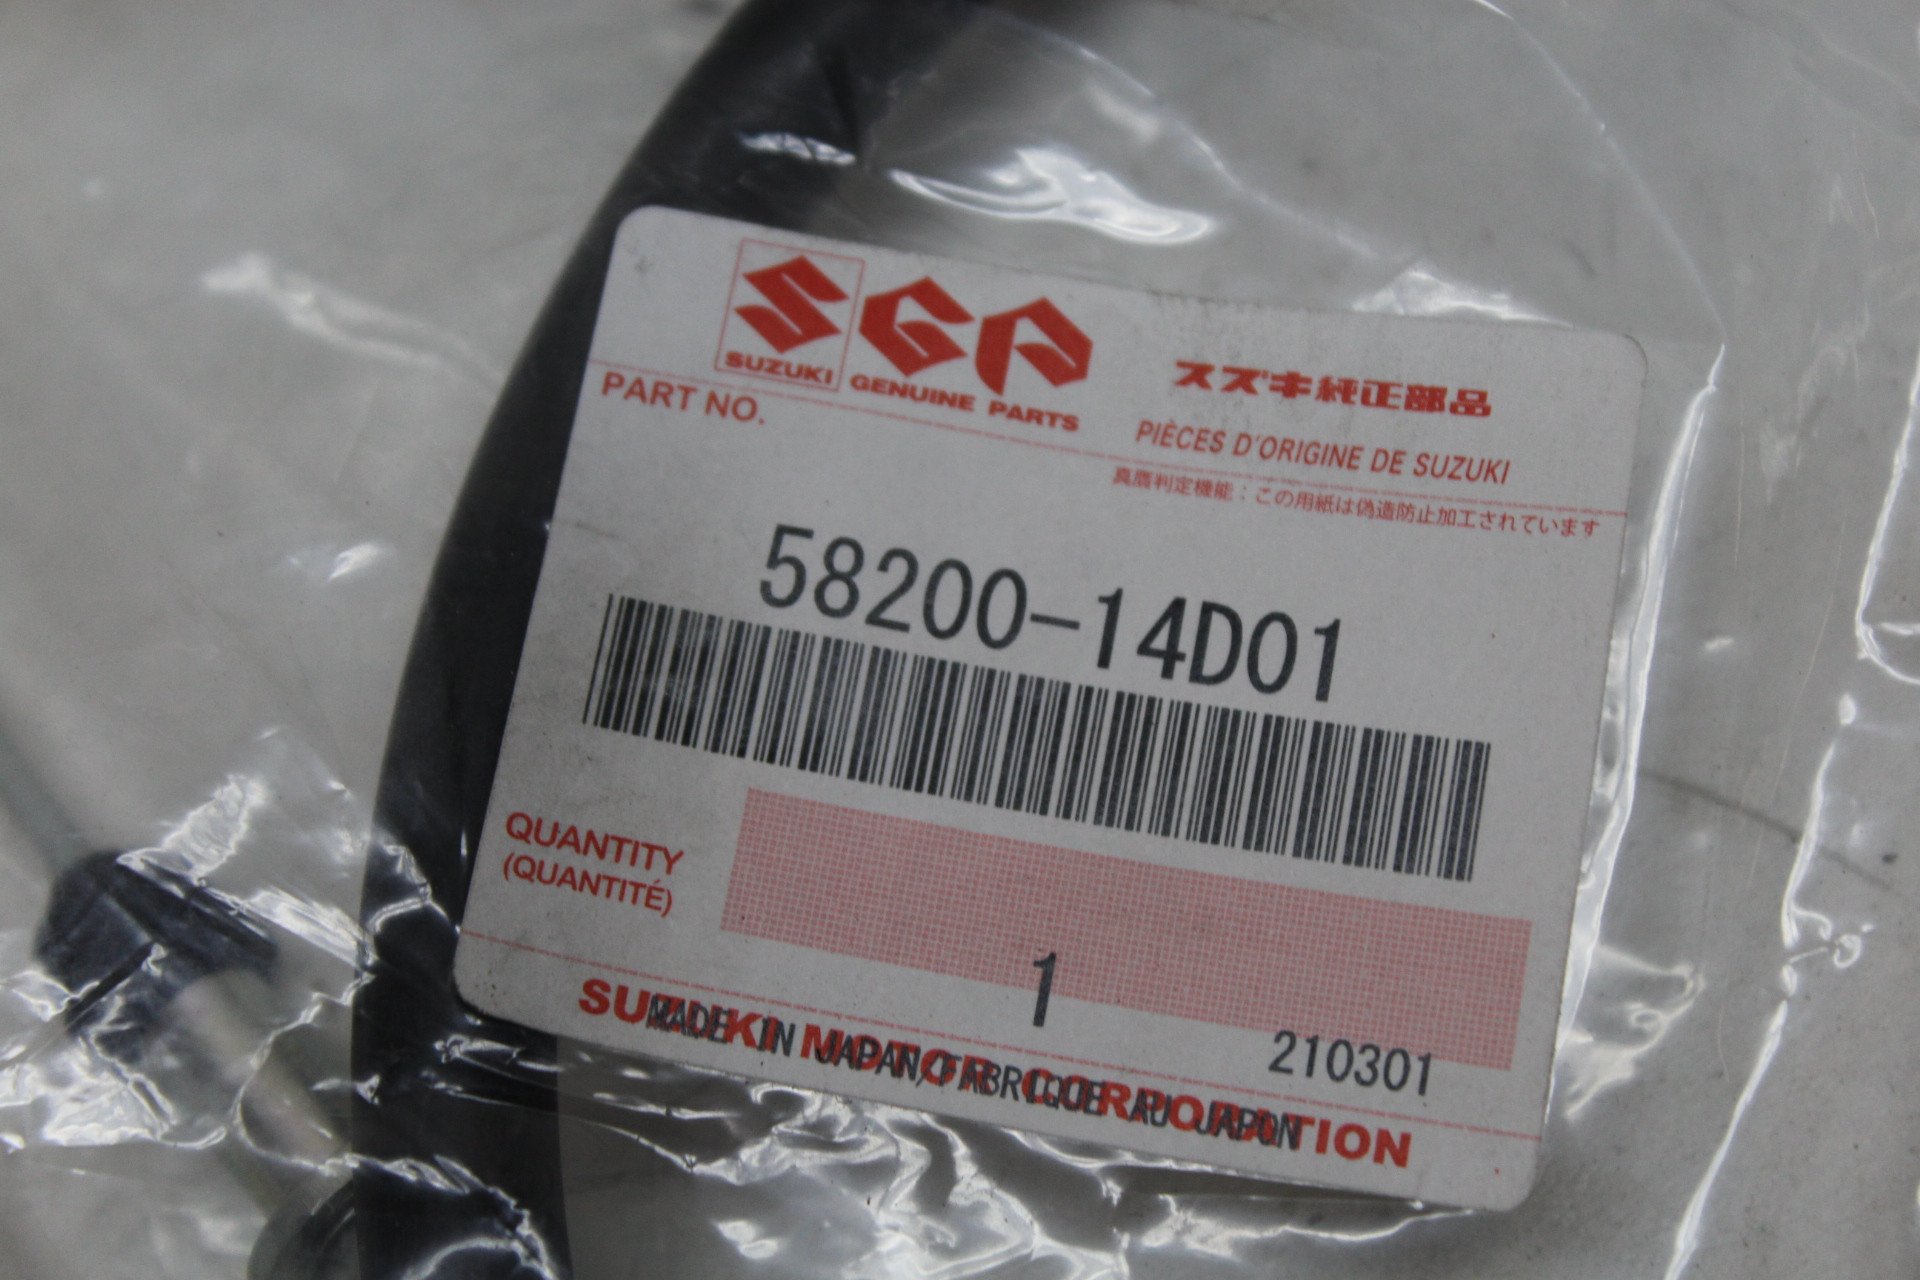 SGP
SUZUKI GENUINE PARTS
スズキ純正部品
PIÈCES D'ORIGINE DE SUZUKI
PART NO.
真贋判定機能：この用紙は偽造防止加工されています
58200-14D01
QUANTITY
(QUANTITÉ)
1
210301
SUZUKI MOTOR CORPORATION
MADE IN JAPAN/FABRIQUE AU JAPON